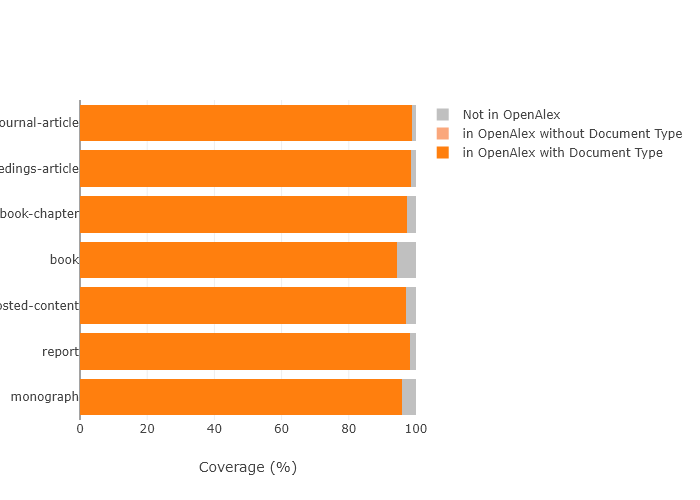 ournal-article
edings-article
book-chapter
book
osted-content
report
monograph
0 20 40 60 80 100
Coverage (%)
Not in OpenAlex
in OpenAlex without Document Type
in OpenAlex with Document Type